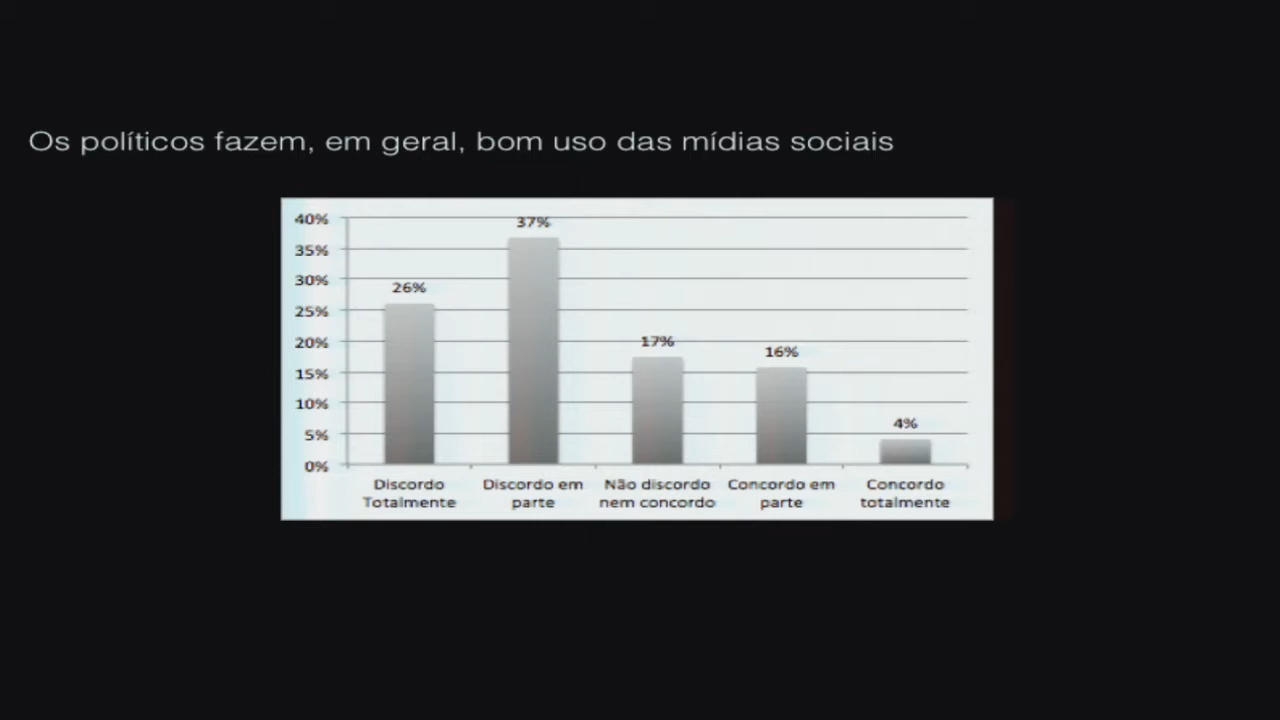 Os políticos fazem, em geral, bom uso das mídias sociais
40%
35%
30%
25%
20%
15%
10%
5%
0%
26%
37%
17%
16%
4%
Discordo
Totalmente
Discordo em
parte
Não discordo
nem concordo
Concordo em
parte
Concordo
totalmente